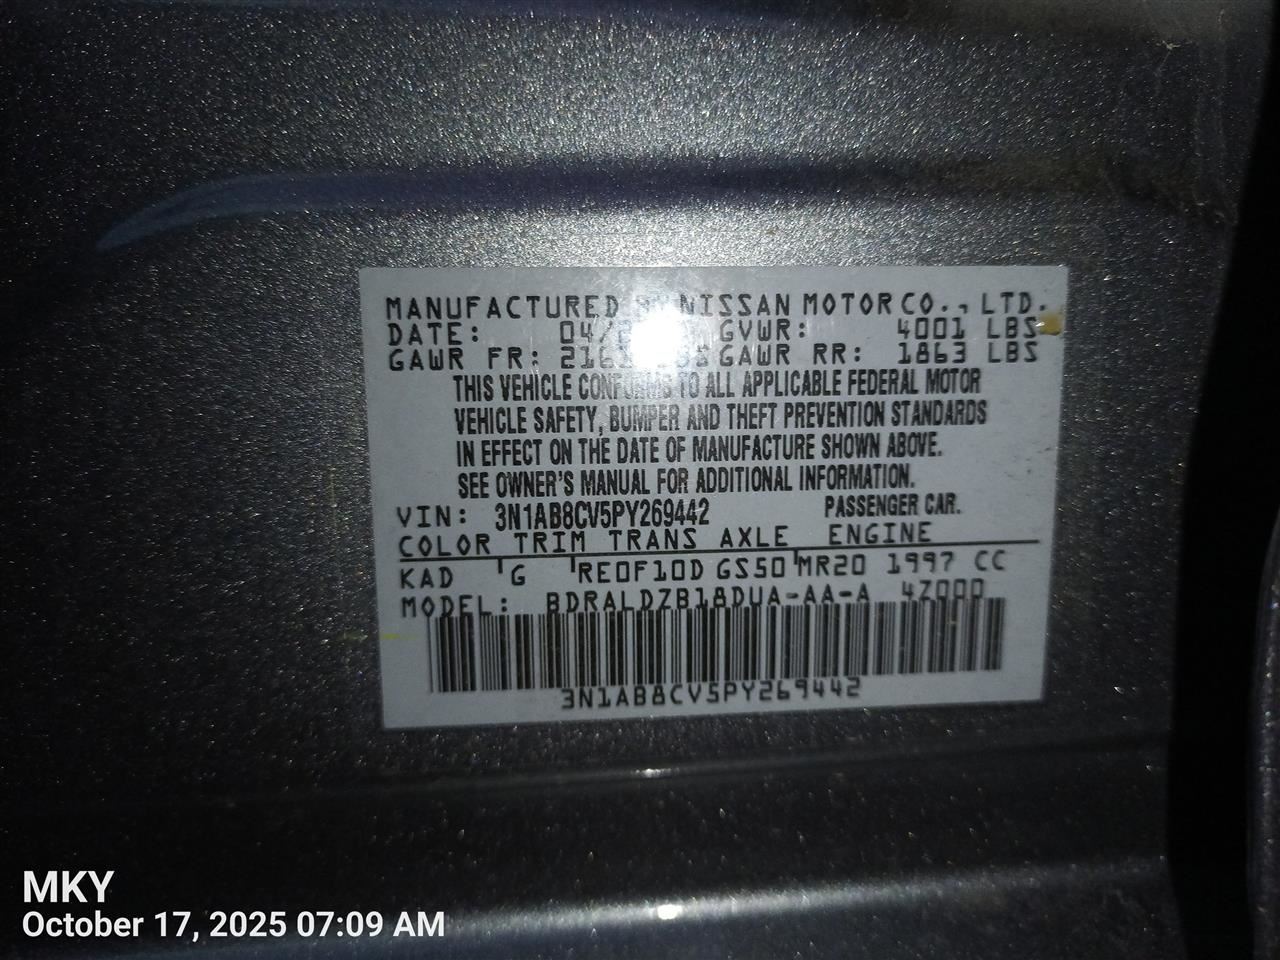 MANUFACTURED NISSAN MOTOR CO., LTD.
DATE: GVWR: 4001 LBS
GAWR FR: GAWR RR: 1863 LBS
THIS VEHICLE CONFORMS TO ALL APPLICABLE FEDERAL MOTOR
VEHICLE SAFETY, BUMPER AND THEFT PREVENTION STANDARDS
IN EFFECT ON THE DATE OF MANUFACTURE SHOWN ABOVE.
SEE OWNER'S MANUAL FOR ADDITIONAL INFORMATION.
VIN: 3N1AB8CV5PY269442 PASSENGER CAR.
COLOR TRIM TRANS AXLE ENGINE
KAD G RE0F10D GS50 MR20 1997 CC
MODEL: BDRALDZB18DUA-AA-A 4Z000
3N1AB8CV5PY269442
MKY
October 17, 2025 07:09 AM